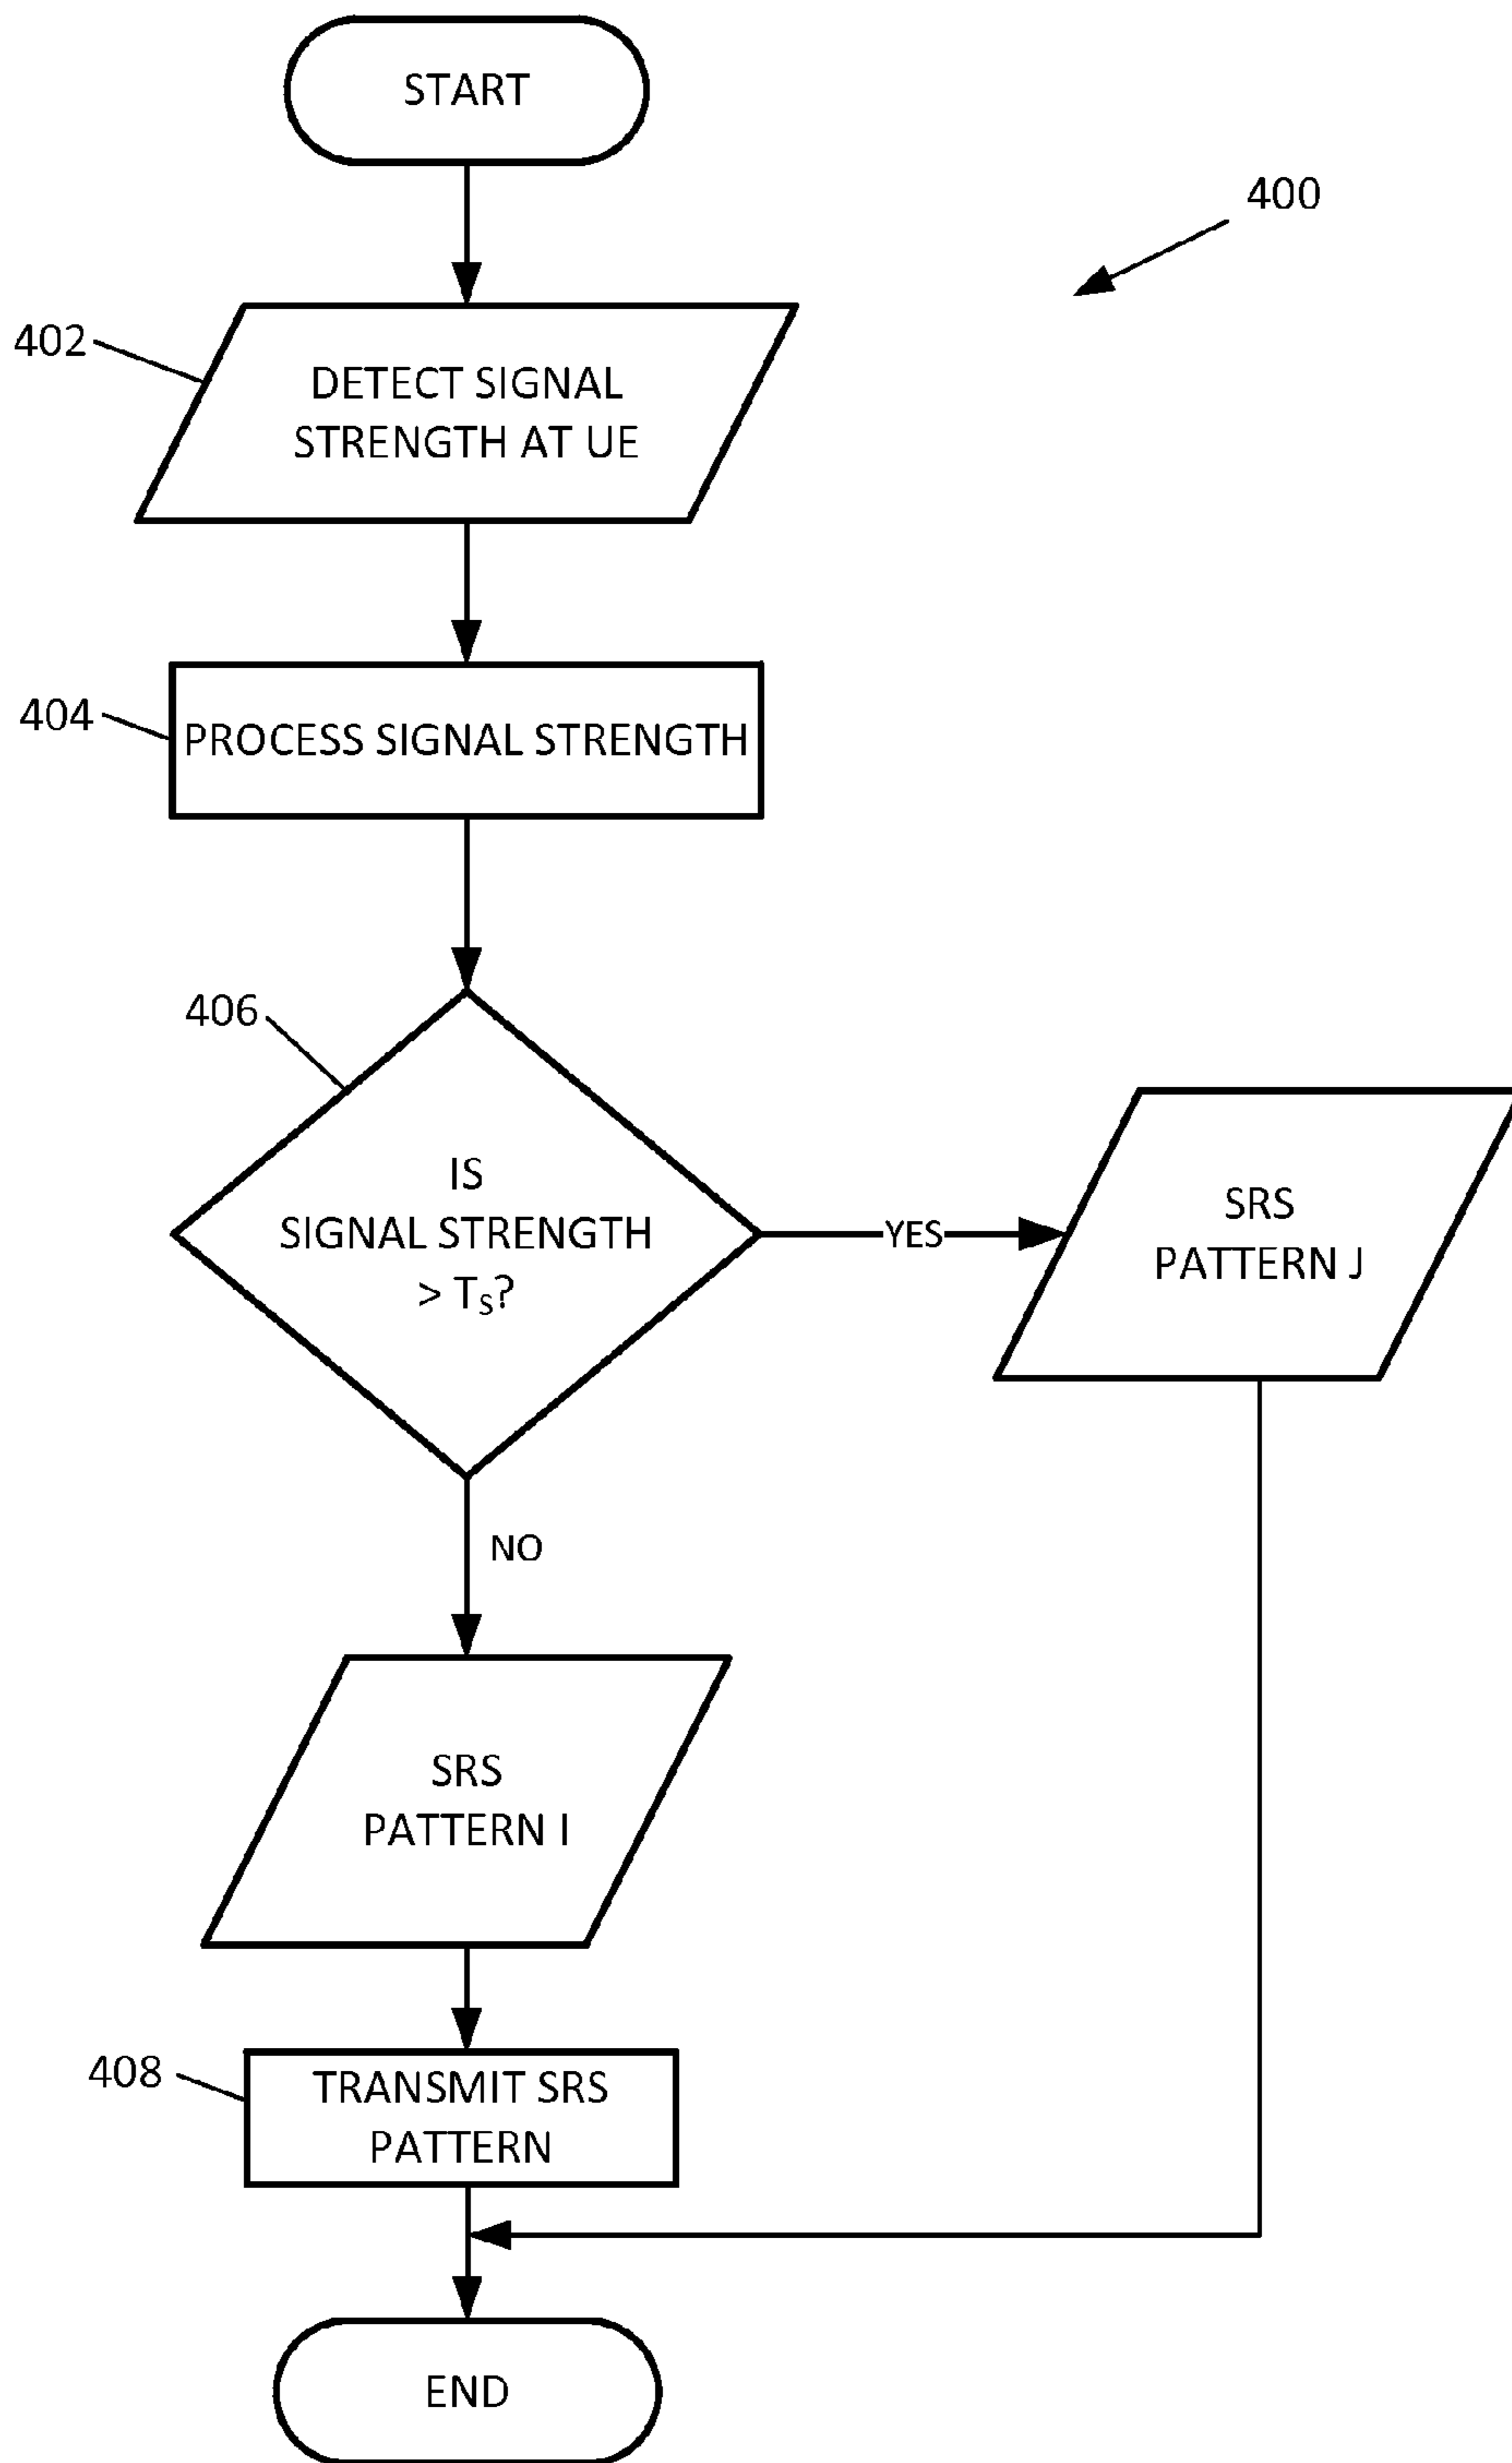 START
400
402
DETECT SIGNAL
STRENGTH AT UE
404
PROCESS SIGNAL STRENGTH
406
IS
SIGNAL STRENGTH
> TS?
YES
SRS
PATTERN J
NO
SRS
PATTERN I
408
TRANSMIT SRS
PATTERN
END